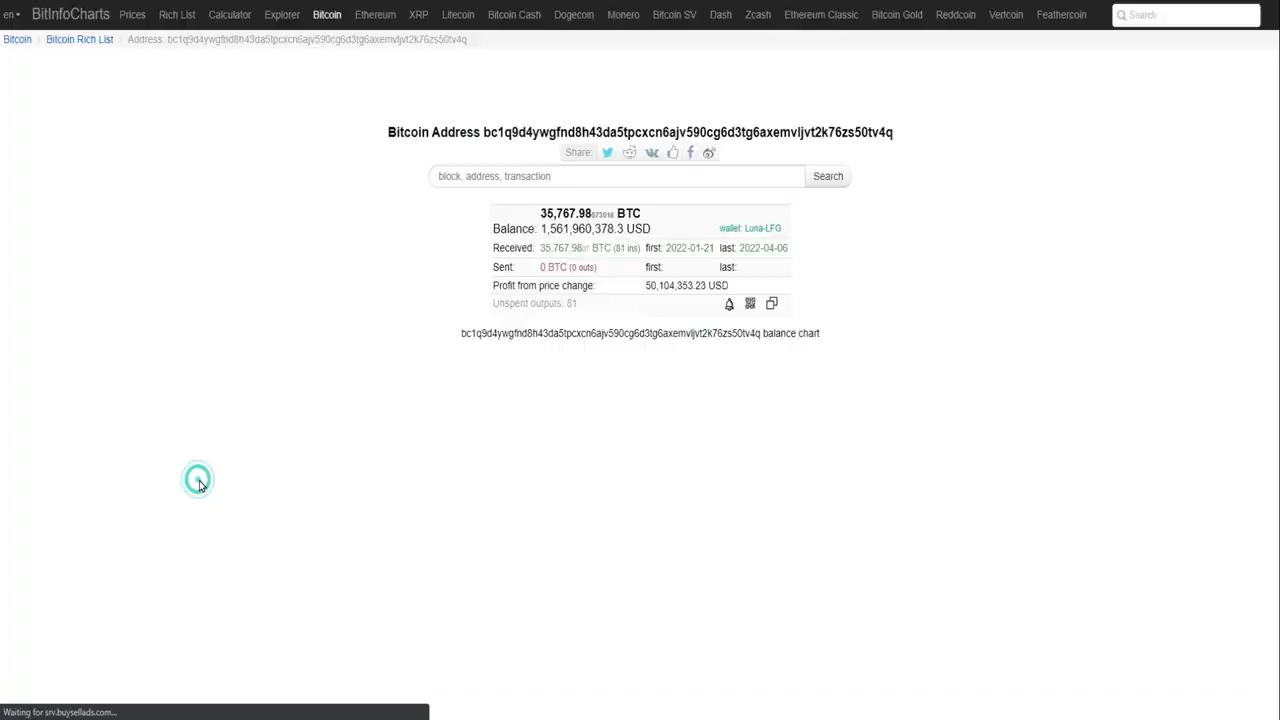 en BitInfoCharts Prices Rich List Calculator Explorer Bitcoin Ethereum XRP Litecoin Bitcoin Cash Dogecoin Monero Bitcoin SV Dash Zcash Ethereum Classic Bitcoin Gold Reddcoin Vertcoin Feathercoin Search
Bitcoin / Bitcoin Rich List / Address: bc1q9d4ywgfnd8h43da5tpcxcn6ajv590cg6d3tg6axemvljvt2k76zs50tv4q
Bitcoin Address bc1q9d4ywgfnd8h43da5tpcxcn6ajv590cg6d3tg6axemvljvt2k76zs50tv4q
Share:
block, address, transaction Search
35,767.98073016 BTC
Balance: 1,561,960,378.3 USD wallet: Luna-LFG
Received: 35,767.9807 BTC (81 ins) first: 2022-01-21 last: 2022-04-06
Sent: 0 BTC (0 outs) first: last:
Profit from price change: 50,104,353.23 USD
Unspent outputs: 81
bc1q9d4ywgfnd8h43da5tpcxcn6ajv590cg6d3tg6axemvljvt2k76zs50tv4q balance chart
Waiting for srv.buysellads.com...